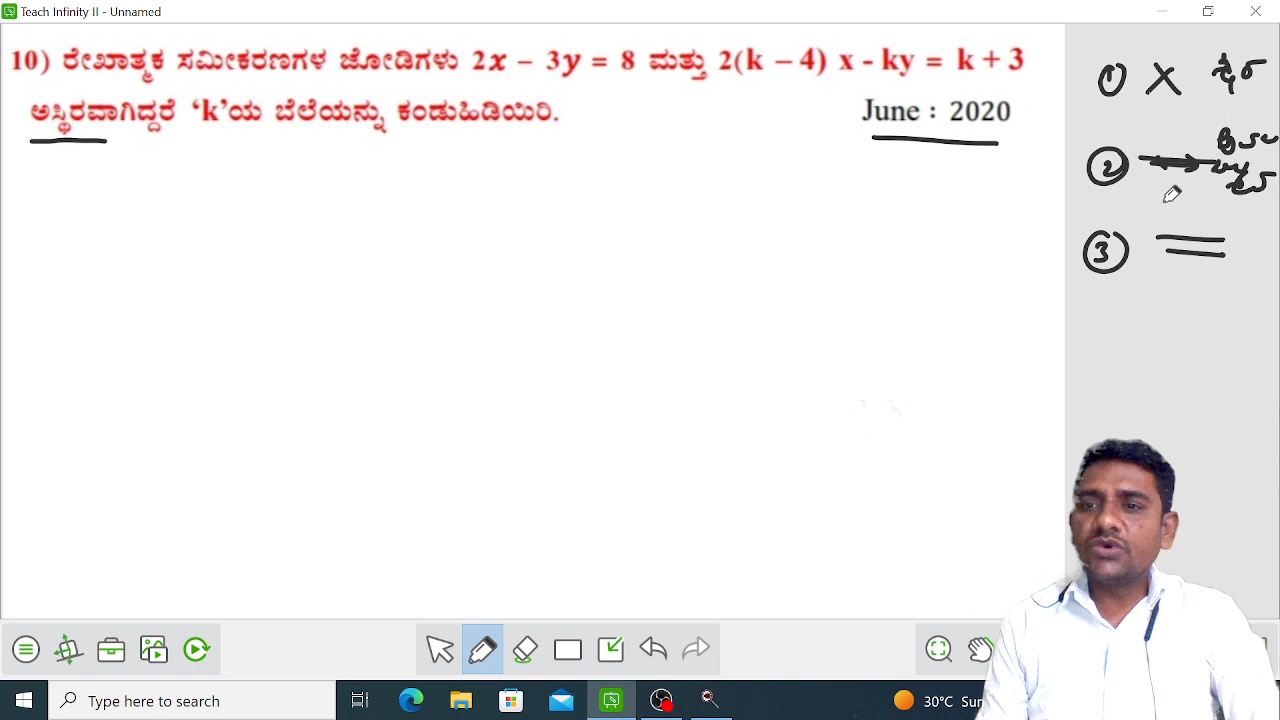 Teach Infinity II - Unnamed
10) ರೇಖಾತ್ಮಕ ಸಮೀಕರಣಗಳ ಜೋಡಿಗಳು 2x – 3y = 8 ಮತ್ತು 2(k – 4) x - ky = k + 3
ಅಸ್ಥಿರವಾಗಿದ್ದರೆ ‘k’ಯ ಬೆಲೆಯನ್ನು ಕಂಡುಹಿಡಿಯಿರಿ. June : 2020
①
②
③
Type here to search
30°C